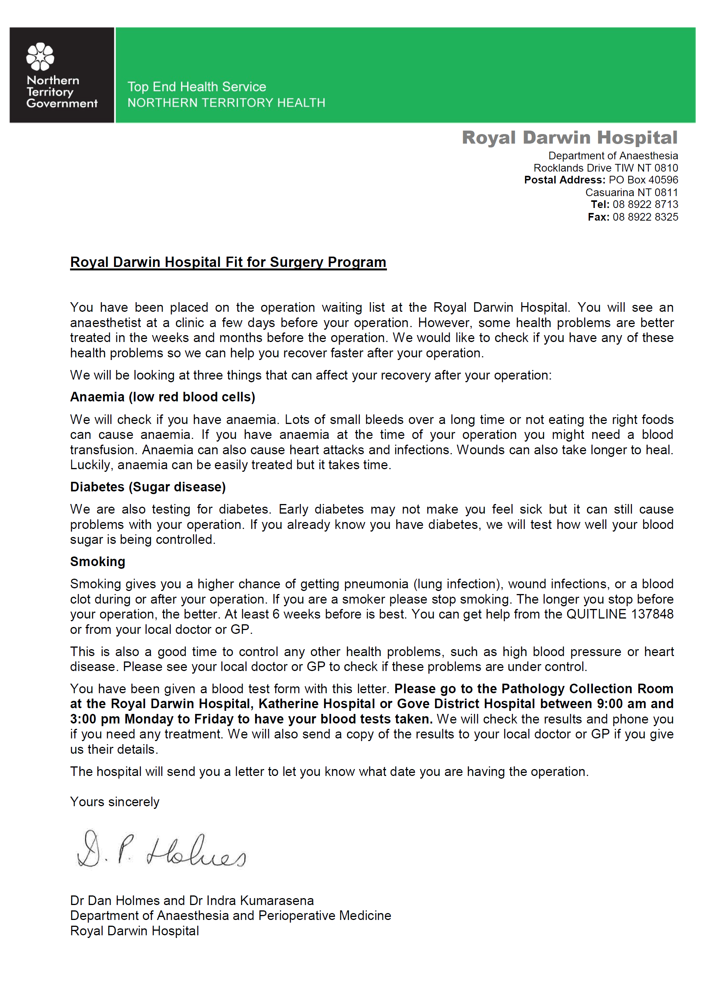 Northern
Territory
Government
Top End Health Service
NORTHERN TERRITORY HEALTH
Royal Darwin Hospital
Department of Anaesthesia
Rocklands Drive TIW NT 0810
Postal Address: PO Box 40596
Casuarina NT 0811
Tel: 08 8922 8713
Fax: 08 8922 8325
Royal Darwin Hospital Fit for Surgery Program
You have been placed on the operation waiting list at the Royal Darwin Hospital. You will see an
anaesthetist at a clinic a few days before your operation. However, some health problems are better
treated in the weeks and months before the operation. We would like to check if you have any of these
health problems so we can help you recover faster after your operation.
We will be looking at three things that can affect your recovery after your operation:
Anaemia (low red blood cells)
We will check if you have anaemia. Lots of small bleeds over a long time or not eating the right foods
can cause anaemia. If you have anaemia at the time of your operation you might need a blood
transfusion. Anaemia can also cause heart attacks and infections. Wounds can also take longer to heal.
Luckily, anaemia can be easily treated but it takes time.
Diabetes (Sugar disease)
We are also testing for diabetes. Early diabetes may not make you feel sick but it can still cause
problems with your operation. If you already know you have diabetes, we will test how well your blood
sugar is being controlled.
Smoking
Smoking gives you a higher chance of getting pneumonia (lung infection), wound infections, or a blood
clot during or after your operation. If you are a smoker please stop smoking. The longer you stop before
your operation, the better. At least 6 weeks before is best. You can get help from the QUITLINE 137848
or from your local doctor or GP.
This is also a good time to control any other health problems, such as high blood pressure or heart
disease. Please see your local doctor or GP to check if these problems are under control.
You have been given a blood test form with this letter. Please go to the Pathology Collection Room
at the Royal Darwin Hospital, Katherine Hospital or Gove District Hospital between 9:00 am and
3:00 pm Monday to Friday to have your blood tests taken. We will check the results and phone you
if you need any treatment. We will also send a copy of the results to your local doctor or GP if you give
us their details.
The hospital will send you a letter to let you know what date you are having the operation.
Yours sincerely
D. P. Holmes
Dr Dan Holmes and Dr Indra Kumarasena
Department of Anaesthesia and Perioperative Medicine
Royal Darwin Hospital